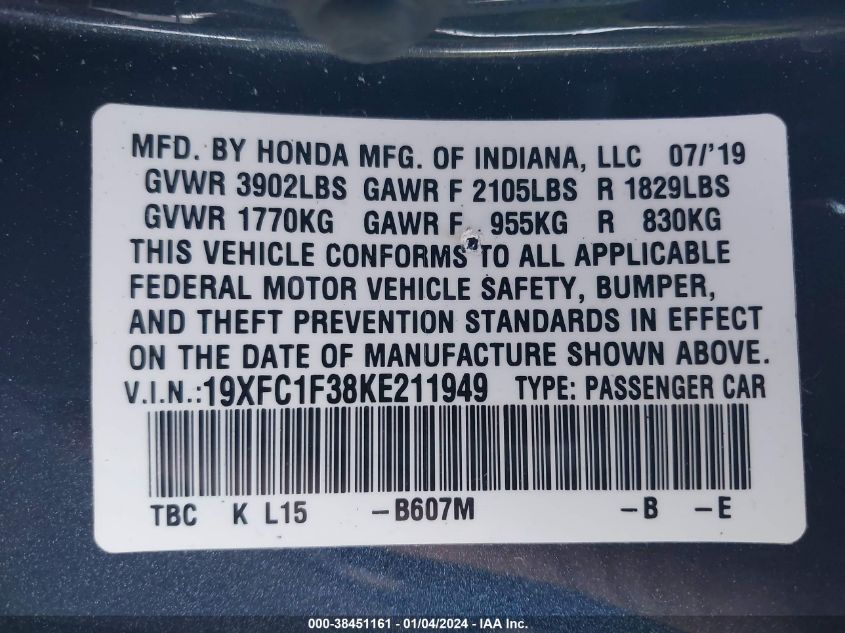 MFD. BY HONDA MFG. OF INDIANA, LLC 07/'19
GVWR 3902LBS GAWR F 2105LBS R 1829LBS
GVWR 1770KG GAWR F 955KG R 830KG
THIS VEHICLE CONFORMS TO ALL APPLICABLE
FEDERAL MOTOR VEHICLE SAFETY, BUMPER,
AND THEFT PREVENTION STANDARDS IN EFFECT
ON THE DATE OF MANUFACTURE SHOWN ABOVE.
V.I.N.:19XFC1F38KE211949 TYPE: PASSENGER CAR
TBC K L15 -B607M -B -E
000-38451161 - 01/04/2024 - IAA Inc.